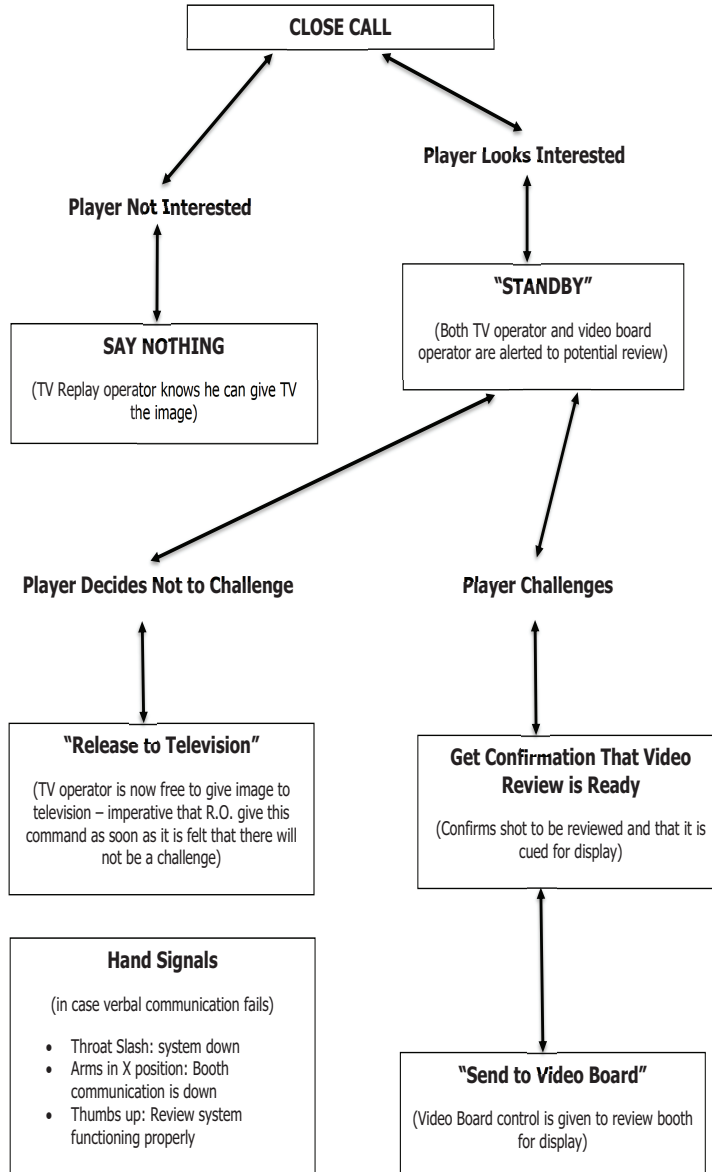 CLOSE CALL
Player Looks Interested
Player Not Interested
“STANDBY”
(Both TV operator and video board
operator are alerted to potential review)
SAY NOTHING
(TV Replay operator knows he can give TV
the image)
Player Decides Not to Challenge
Player Challenges
“Release to Television”
(TV operator is now free to give image to
television – imperative that R.O. give this
command as soon as it is felt that there will
not be a challenge)
Get Confirmation That Video
Review is Ready
(Confirms shot to be reviewed and that it is
cued for display)
Hand Signals
(in case verbal communication fails)
• Throat Slash: system down
• Arms in X position: Booth
communication is down
• Thumbs up: Review system
functioning properly
“Send to Video Board”
(Video Board control is given to review booth
for display)